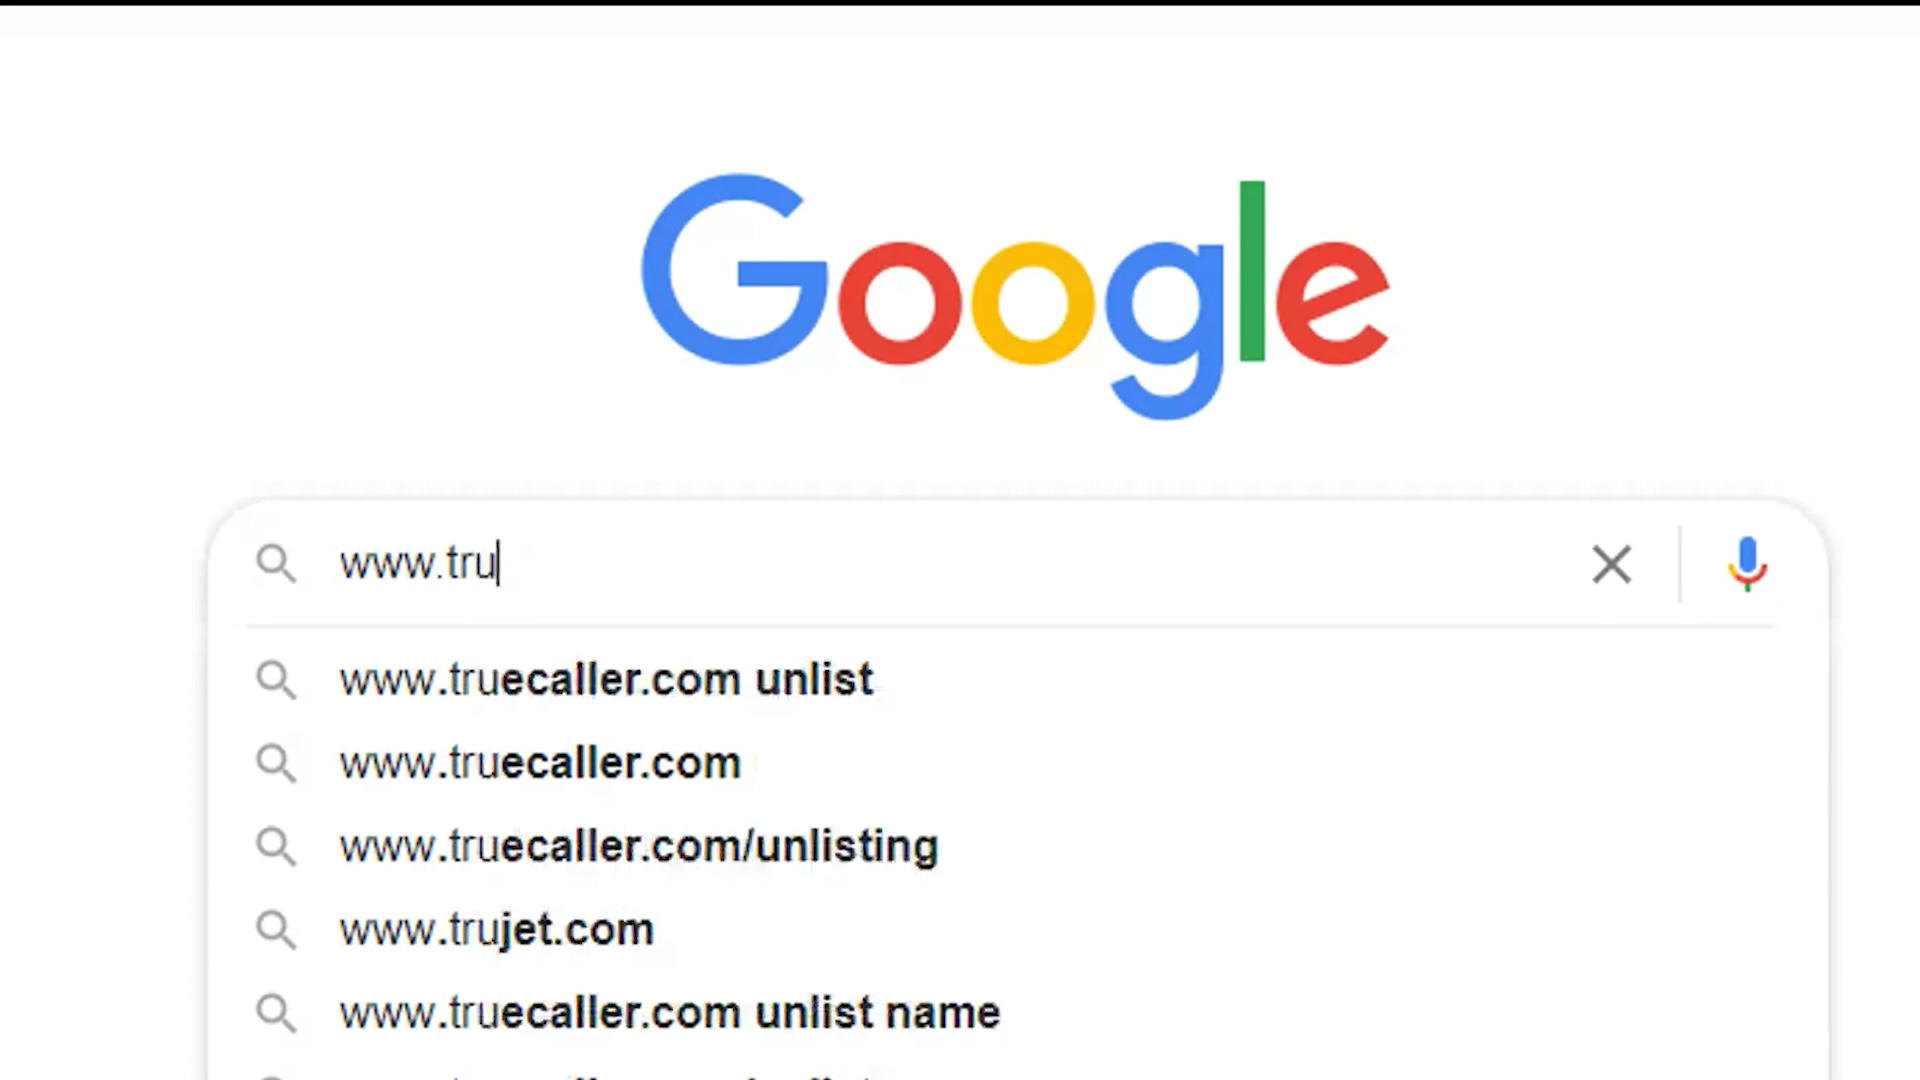 Google
www.tru
www.truecaller.com unlist
www.truecaller.com
www.truecaller.com/unlisting
www.trujet.com
www.truecaller.com unlist name